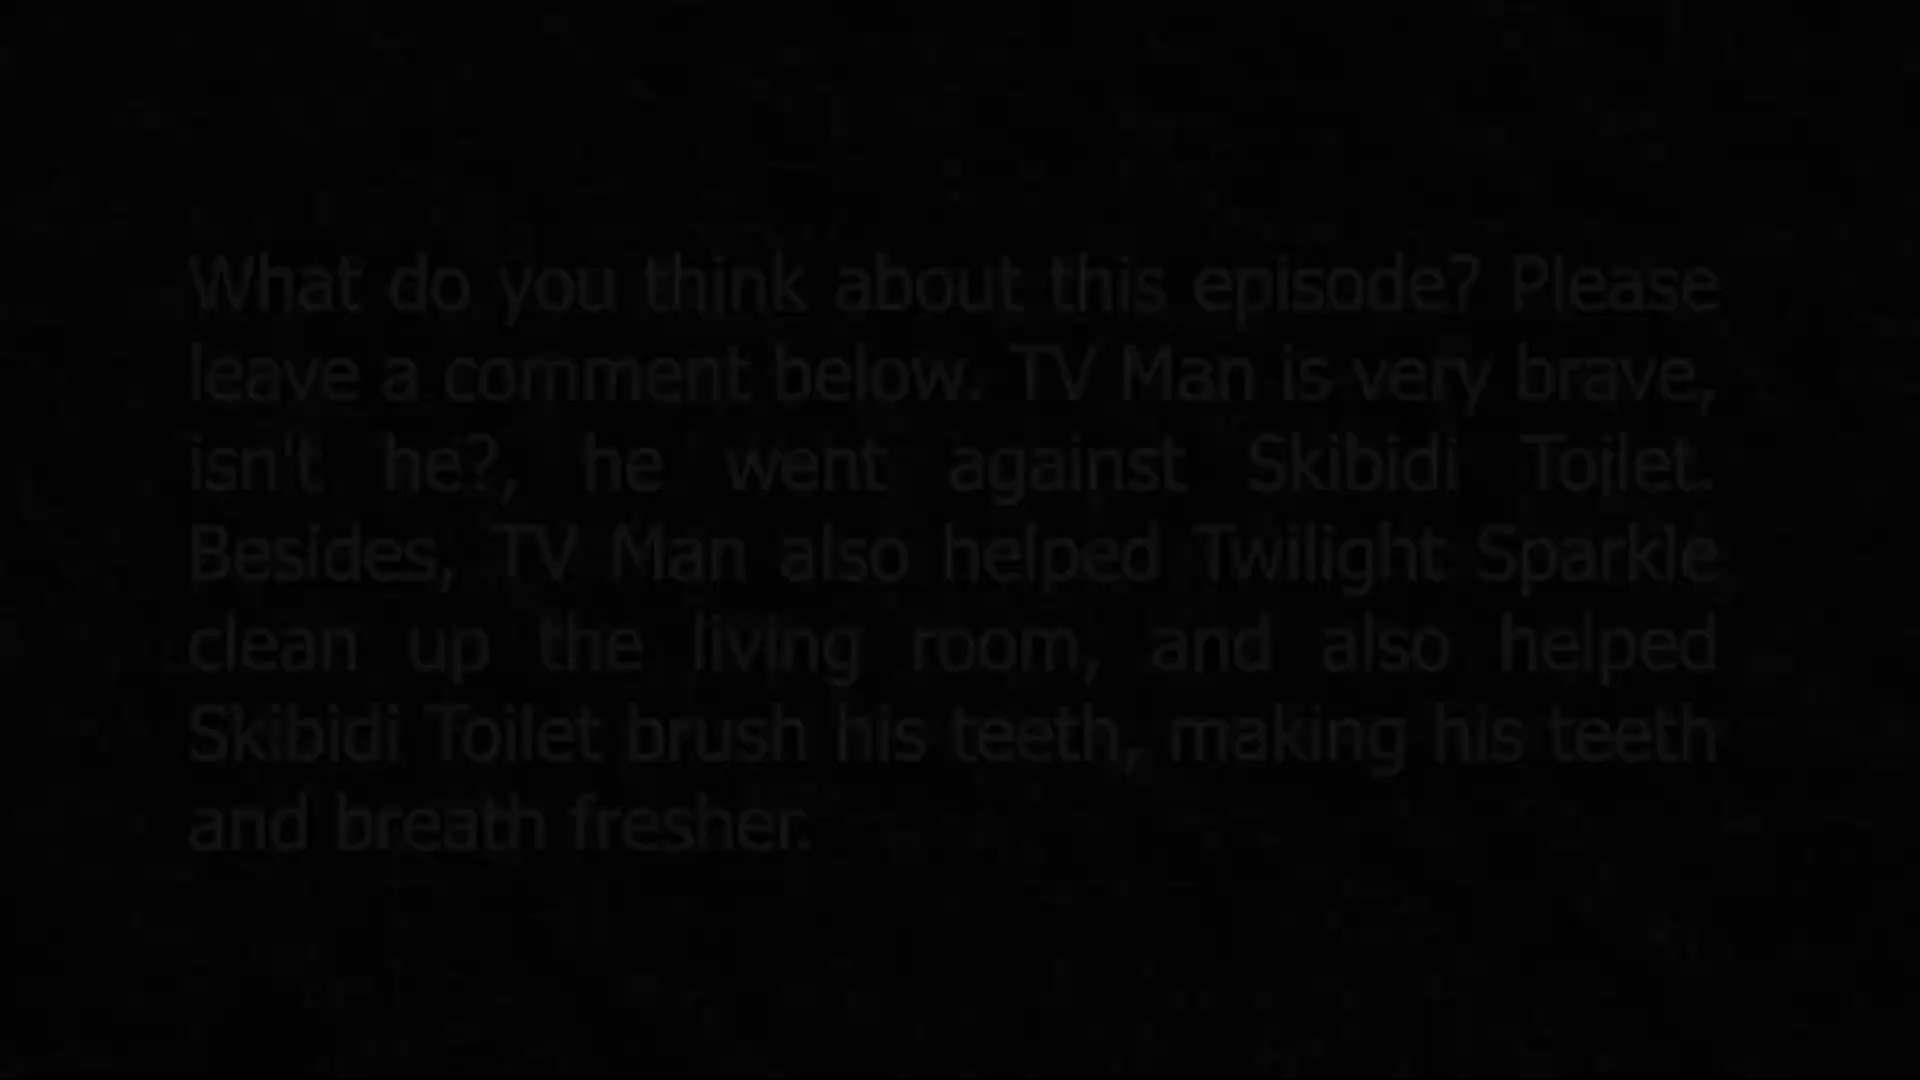 What do you think about this episode? Please
leave a comment below. TV Man is very brave,
isn't he?, he went against Skibidi Toilet.
Besides, TV Man also helped Twilight Sparkle
clean up the living room, and also helped
Skibidi Toilet brush his teeth, making his teeth
and breath fresher.